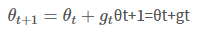 θ_{t+1} = θ_t + g_tθt+1=θt+gt